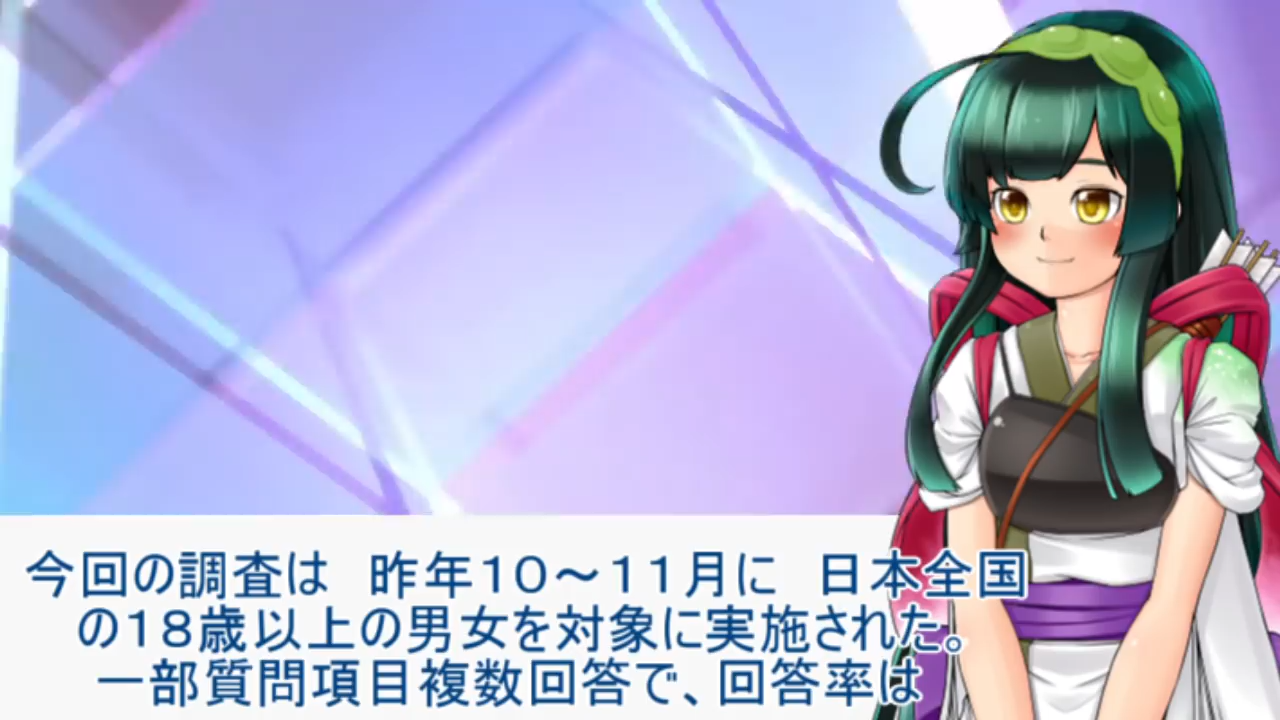 今回の調査は　昨年１０～１１月に　日本全国
の１８歳以上の男女を対象に実施された。
一部質問項目複数回答で、回答率は